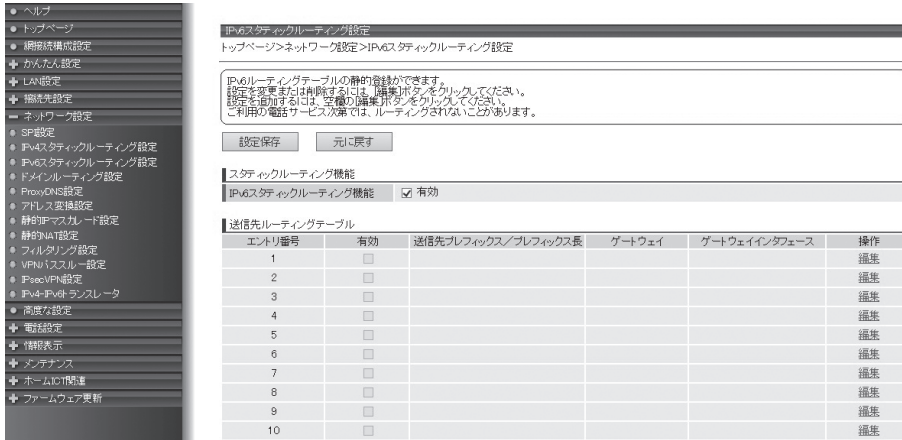 ヘルプ
トップページ
網接続構成設定
かんたん設定
LAN設定
接続先設定
ネットワーク設定
SP設定
IPv4スタティックルーティング設定
IPv6スタティックルーティング設定
ドメインルーティング設定
ProxyDNS設定
アドレス変換設定
静的IPマスカレード設定
静的NAT設定
フィルタリング設定
VPNパススルー設定
IPsecVPN設定
IPv4-IPv6トランスレータ
高度な設定
電話設定
情報表示
メンテナンス
ホームICT関連
ファームウェア更新
IPv6スタティックルーティング設定
トップページ>ネットワーク設定>IPv6スタティックルーティング設定
IPv6ルーティングテーブルの静的登録ができます。
設定を変更または削除するには、[編集]ボタンをクリックしてください。
設定を追加するには、空欄の[編集]ボタンをクリックしてください。
ご利用の電話サービス次第では、ルーティングされないことがあります。
設定保存 元に戻す
スタティックルーティング機能
IPv6スタティックルーティング機能 有効
送信先ルーティングテーブル
エントリ番号 有効 送信先プレフィックス/プレフィックス長 ゲートウェイ ゲートウェイインタフェース 操作
1 編集
2 編集
3 編集
4 編集
5 編集
6 編集
7 編集
8 編集
9 編集
10 編集